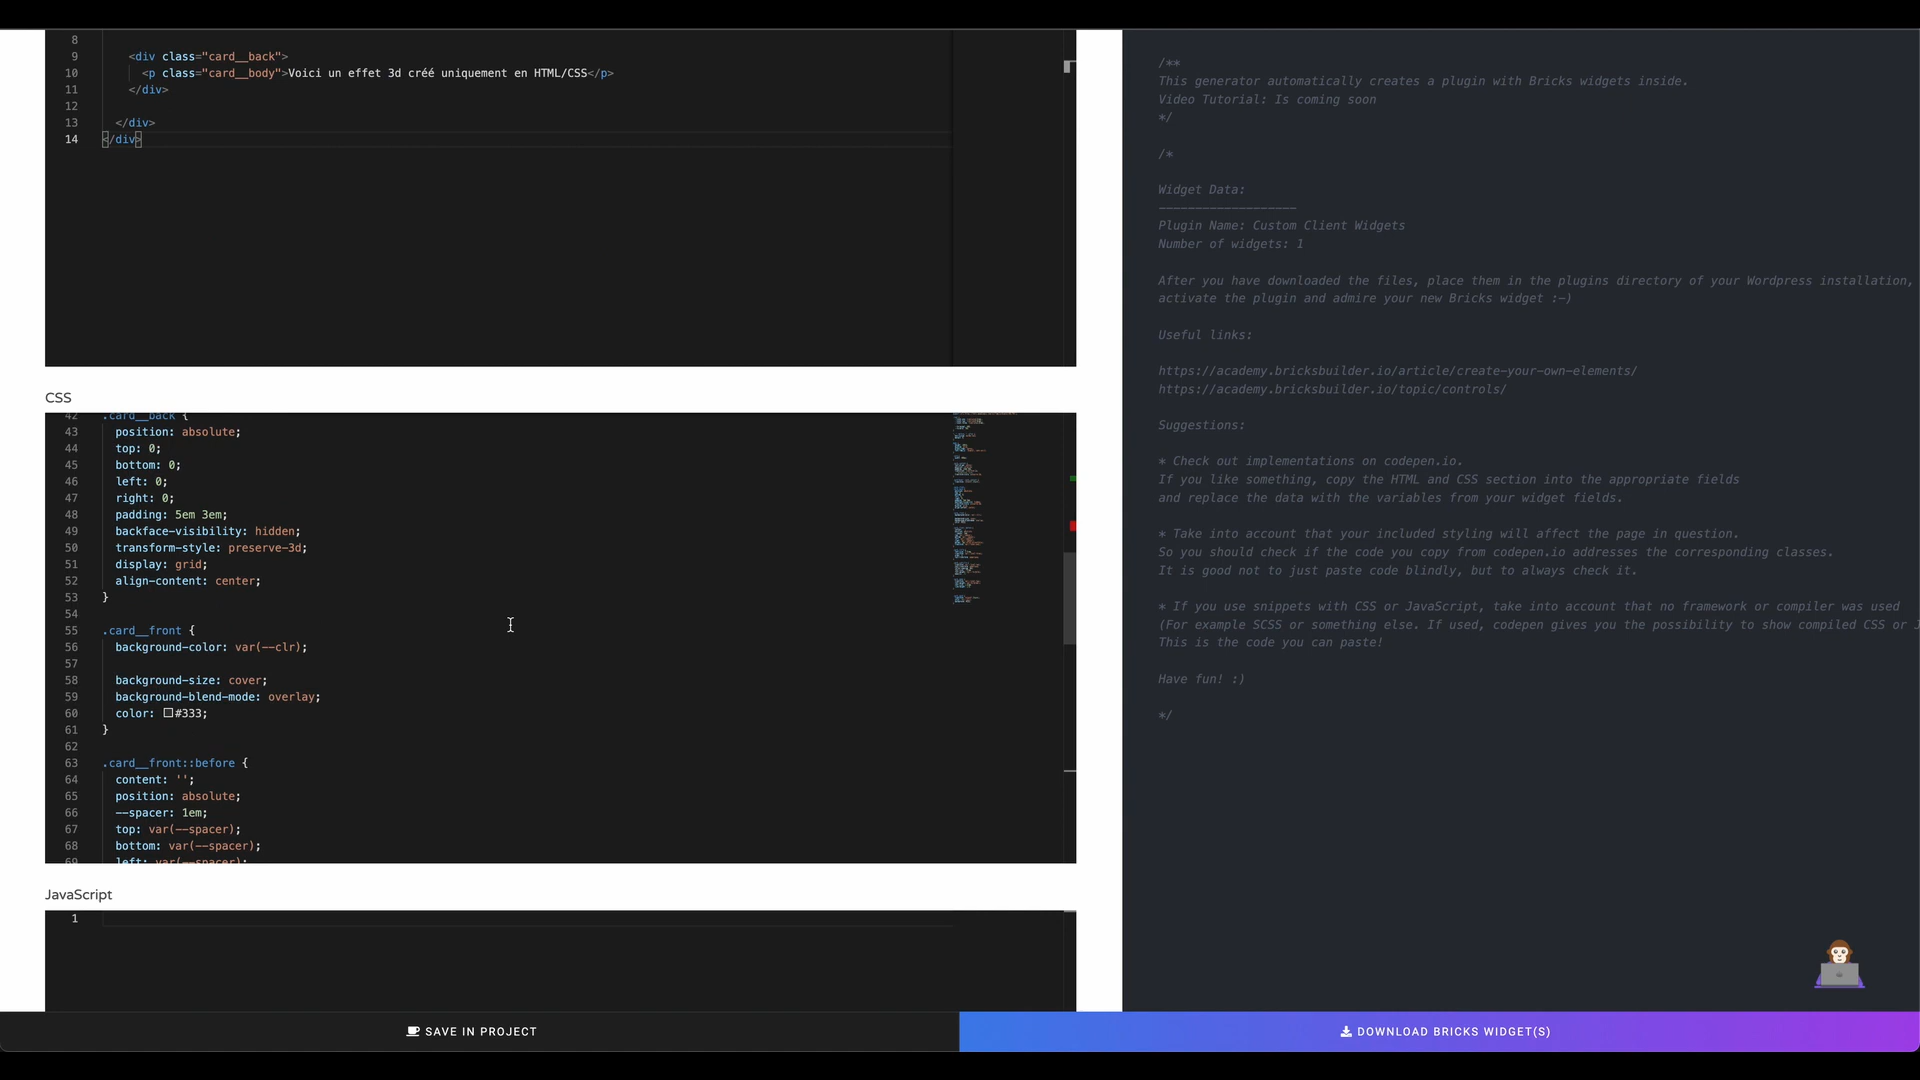 8
9 <div class="card__back">
10 <p class="card__body">Voici un effet 3d créé uniquement en HTML/CSS</p>
11 </div>
12
13 </div>
14 </div>
CSS
42 .card__back {
43 position: absolute;
44 top: 0;
45 bottom: 0;
46 left: 0;
47 right: 0;
48 padding: 5em 3em;
49 backface-visibility: hidden;
50 transform-style: preserve-3d;
51 display: grid;
52 align-content: center;
53 }
54
55 .card__front {
56 background-color: var(--clr);
57
58 background-size: cover;
59 background-blend-mode: overlay;
60 color: #333;
61 }
62
63 .card__front::before {
64 content: '';
65 position: absolute;
66 --spacer: 1em;
67 top: var(--spacer);
68 bottom: var(--spacer);
69 left: var(--spacer);
JavaScript
1
SAVE IN PROJECT
/**
This generator automatically creates a plugin with Bricks widgets inside.
Video Tutorial: Is coming soon
*/
/*
Widget Data:
-------------------
Plugin Name: Custom Client Widgets
Number of widgets: 1
After you have downloaded the files, place them in the plugins directory of your Wordpress installation,
activate the plugin and admire your new Bricks widget :-)
Useful links:
https://academy.bricksbuilder.io/article/create-your-own-elements/
https://academy.bricksbuilder.io/topic/controls/
Suggestions:
* Check out implementations on codepen.io.
If you like something, copy the HTML and CSS section into the appropriate fields
and replace the data with the variables from your widget fields.
* Take into account that your included styling will affect the page in question.
So you should check if the code you copy from codepen.io addresses the corresponding classes.
It is good not to just paste code blindly, but to always check it.
* If you use snippets with CSS or JavaScript, take into account that no framework or compiler was used
(For example SCSS or something else. If used, codepen gives you the possibility to show compiled CSS or J
This is the code you can paste!
Have fun! :)
*/
DOWNLOAD BRICKS WIDGET(S)